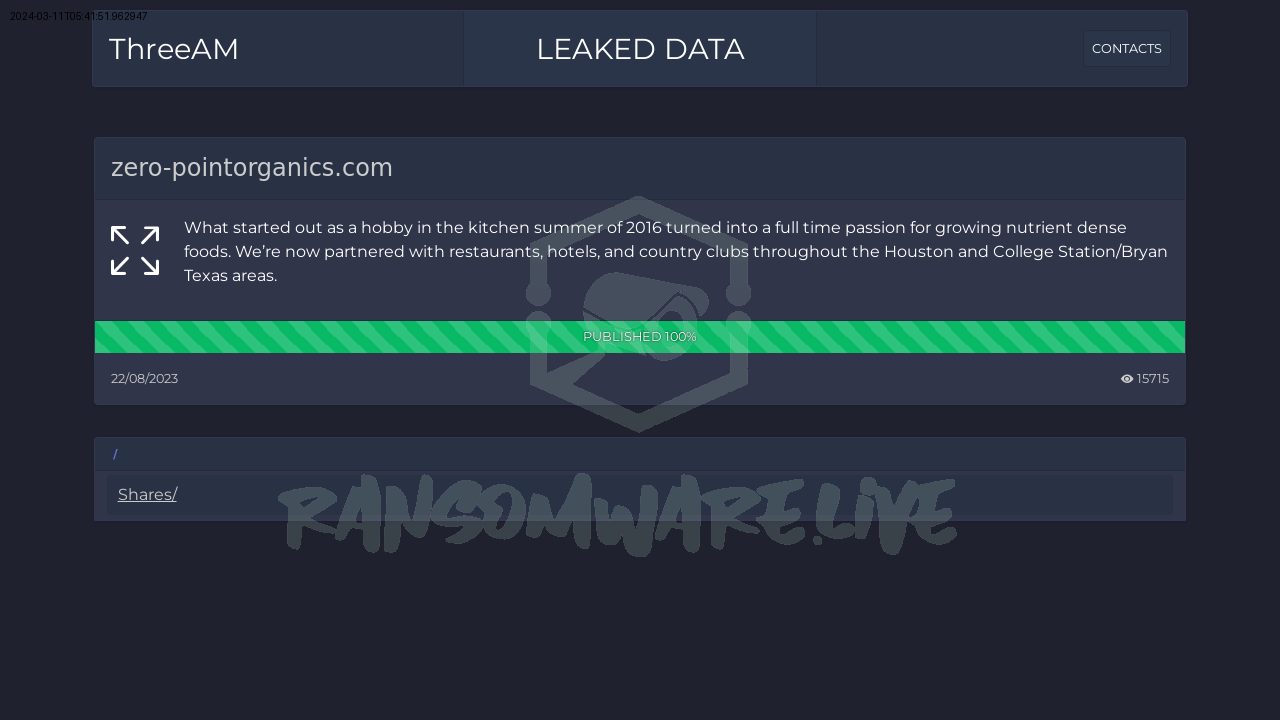 2024-03-11T05:41:51.962947
ThreeAM
LEAKED DATA
CONTACTS
zero-pointorganics.com
What started out as a hobby in the kitchen summer of 2016 turned into a full time passion for growing nutrient dense
foods. We’re now partnered with restaurants, hotels, and country clubs throughout the Houston and College Station/Bryan
Texas areas.
PUBLISHED 100%
22/08/2023
15715
/
Shares/
RANSOMWARE.LIVE